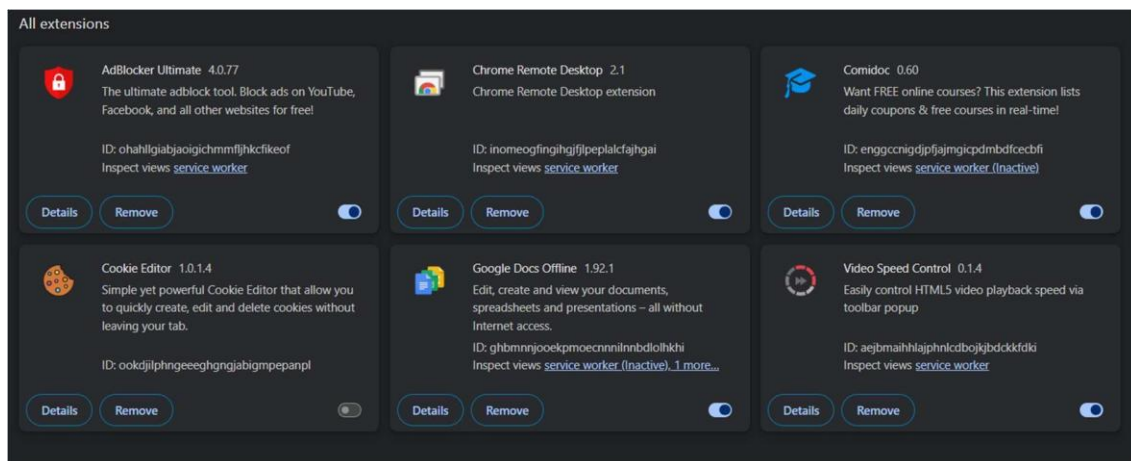 All extensions
AdBlocker Ultimate 4.0.77
The ultimate adblock tool. Block ads on YouTube,
Facebook, and all other websites for free!
ID: ohahllgiabjaoigichmmfljhkcfikeof
Inspect views service worker
Details Remove
Chrome Remote Desktop 2.1
Chrome Remote Desktop extension
ID: inomeogfingihgjfjlpeplalcfajhgai
Inspect views service worker
Details Remove
Comidoc 0.60
Want FREE online courses? This extension lists
daily coupons & free courses in real-time!
ID: enggccnigdjpfjajmgicpdmbdfcecbfi
Inspect views service worker (Inactive)
Details Remove
Cookie Editor 1.0.1.4
Simple yet powerful Cookie Editor that allow you
to quickly create, edit and delete cookies without
leaving your tab.
ID: ookdjilphngeeeghgngjabigmpepanpl
Details Remove
Google Docs Offline 1.92.1
Edit, create and view your documents,
spreadsheets and presentations – all without
Internet access.
ID: ghbmnnjooekpmoecnnnilnnbdlolhkhi
Inspect views service worker (Inactive), 1 more...
Details Remove
Video Speed Control 0.1.4
Easily control HTML5 video playback speed via
toolbar popup
ID: aejbmaihhlajphnlcdbojkjbdckkfdki
Inspect views service worker
Details Remove